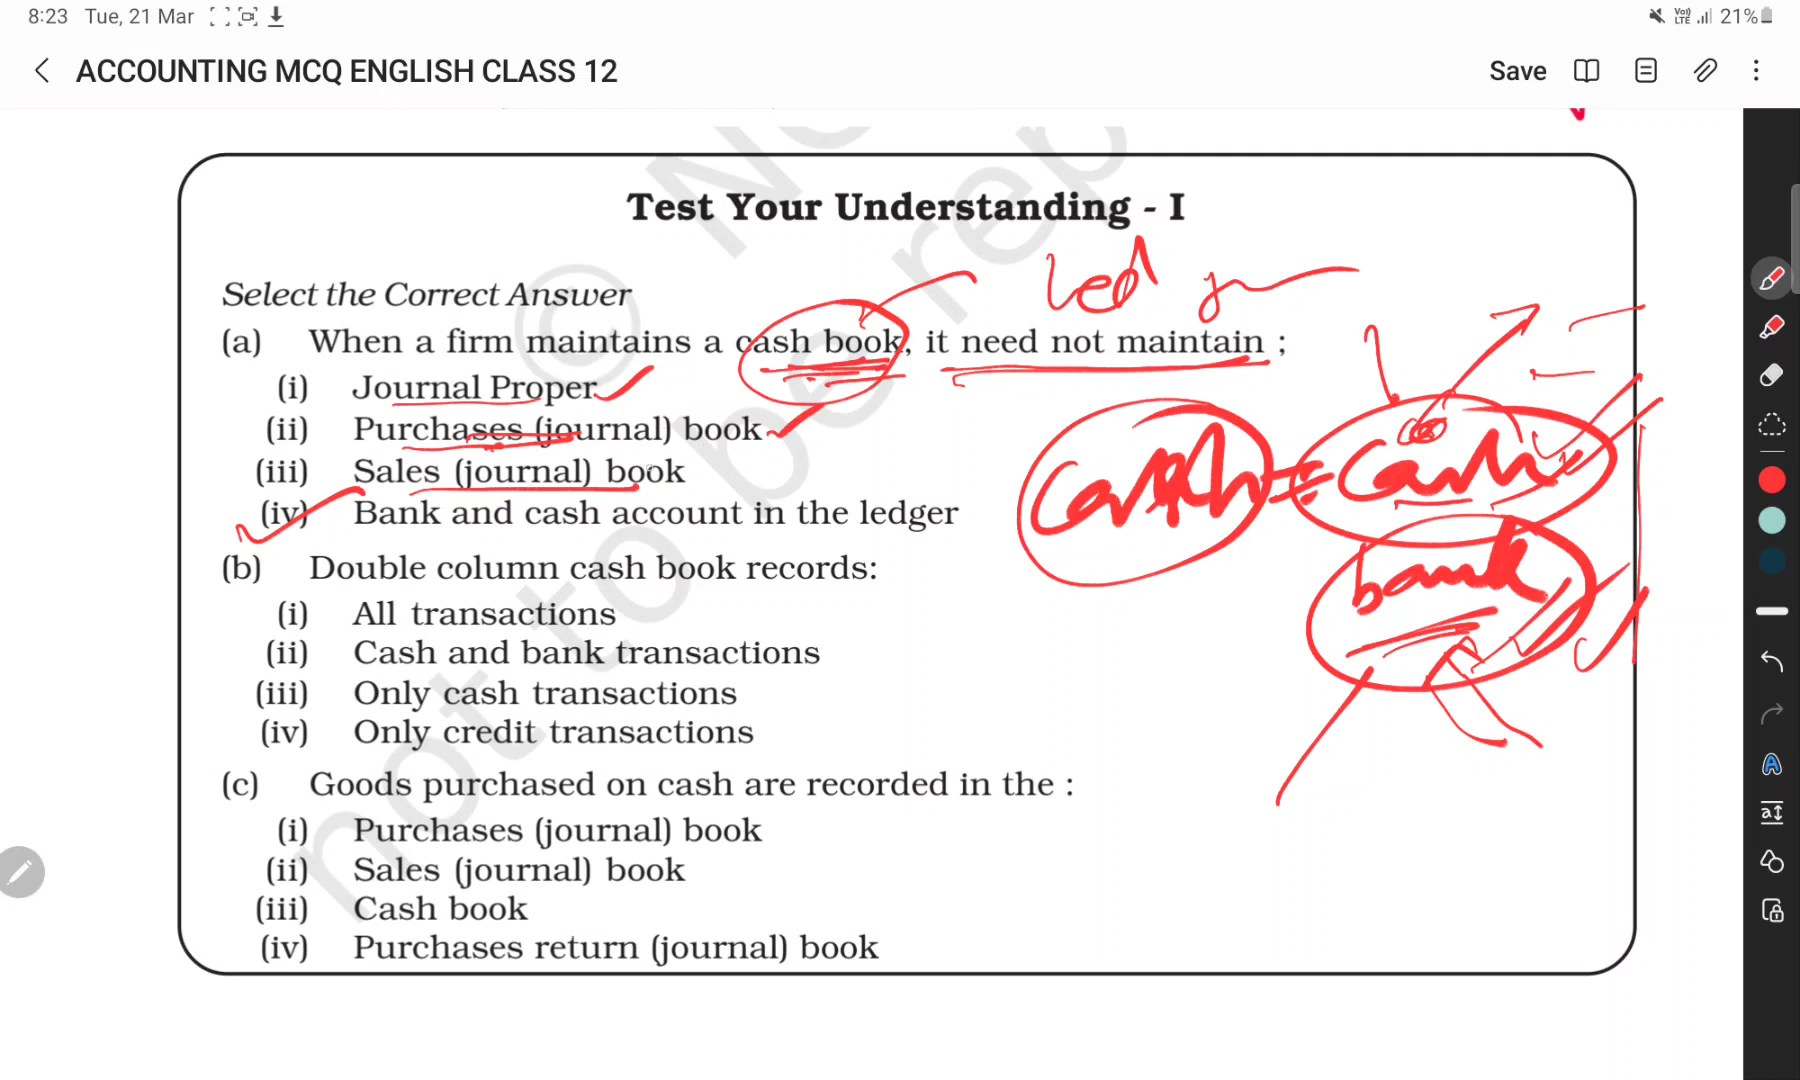 8:23 Tue, 21 Mar 21%
ACCOUNTING MCQ ENGLISH CLASS 12 Save
Test Your Understanding - I
Led
Select the Correct Answer
(a) When a firm maintains a cash book, it need not maintain ;
(i) Journal Proper
(ii) Purchases (journal) book
(iii) Sales (journal) book
cash = cash
(iv) Bank and cash account in the ledger
bank
(b) Double column cash book records:
(i) All transactions
(ii) Cash and bank transactions
(iii) Only cash transactions
(iv) Only credit transactions
(c) Goods purchased on cash are recorded in the :
(i) Purchases (journal) book
(ii) Sales (journal) book
(iii) Cash book
(iv) Purchases return (journal) book
not to be rep